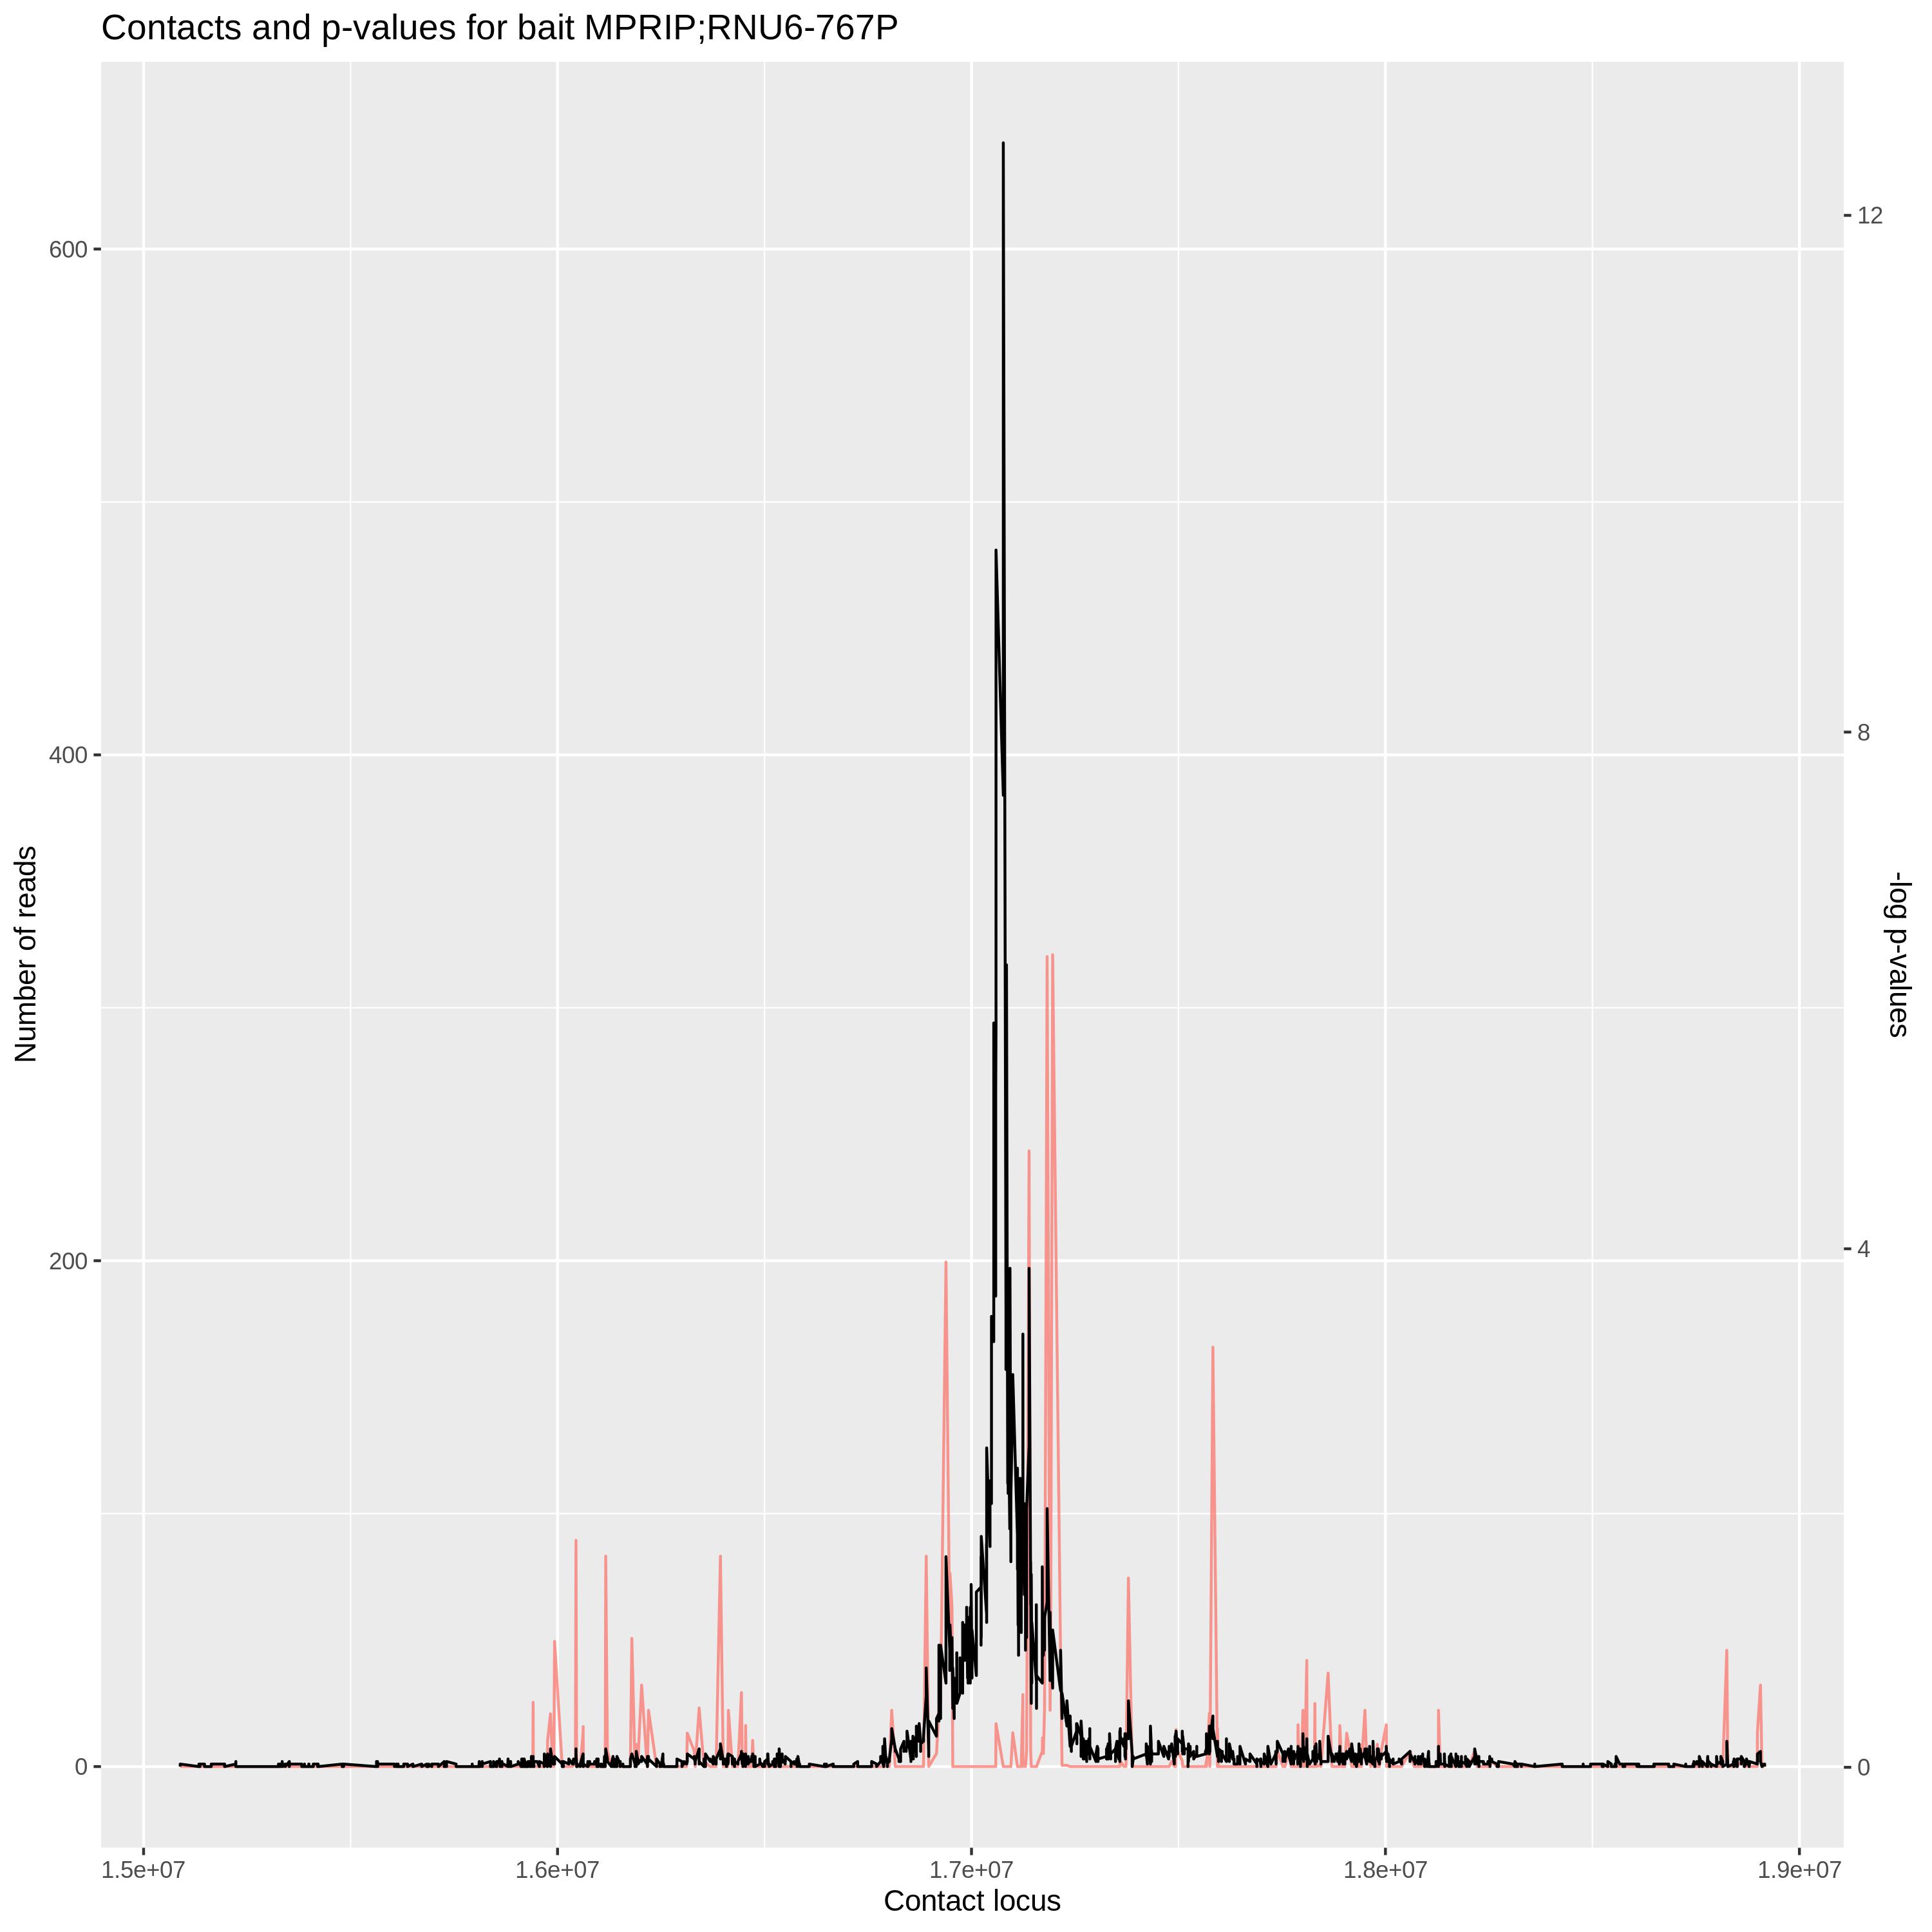 Contacts and p-values for bait MPRIP;RNU6-767P
600
400
200
0
12
8
4
0
Number of reads
-log p-values
1.5e+07
1.6e+07
1.7e+07
1.8e+07
1.9e+07
Contact locus